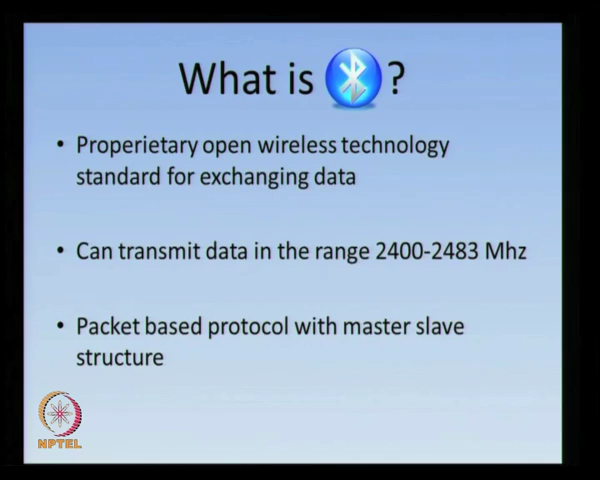 What is ?
• Properietary open wireless technology
standard for exchanging data
• Can transmit data in the range 2400-2483 Mhz
• Packet based protocol with master slave
structure
NPTEL